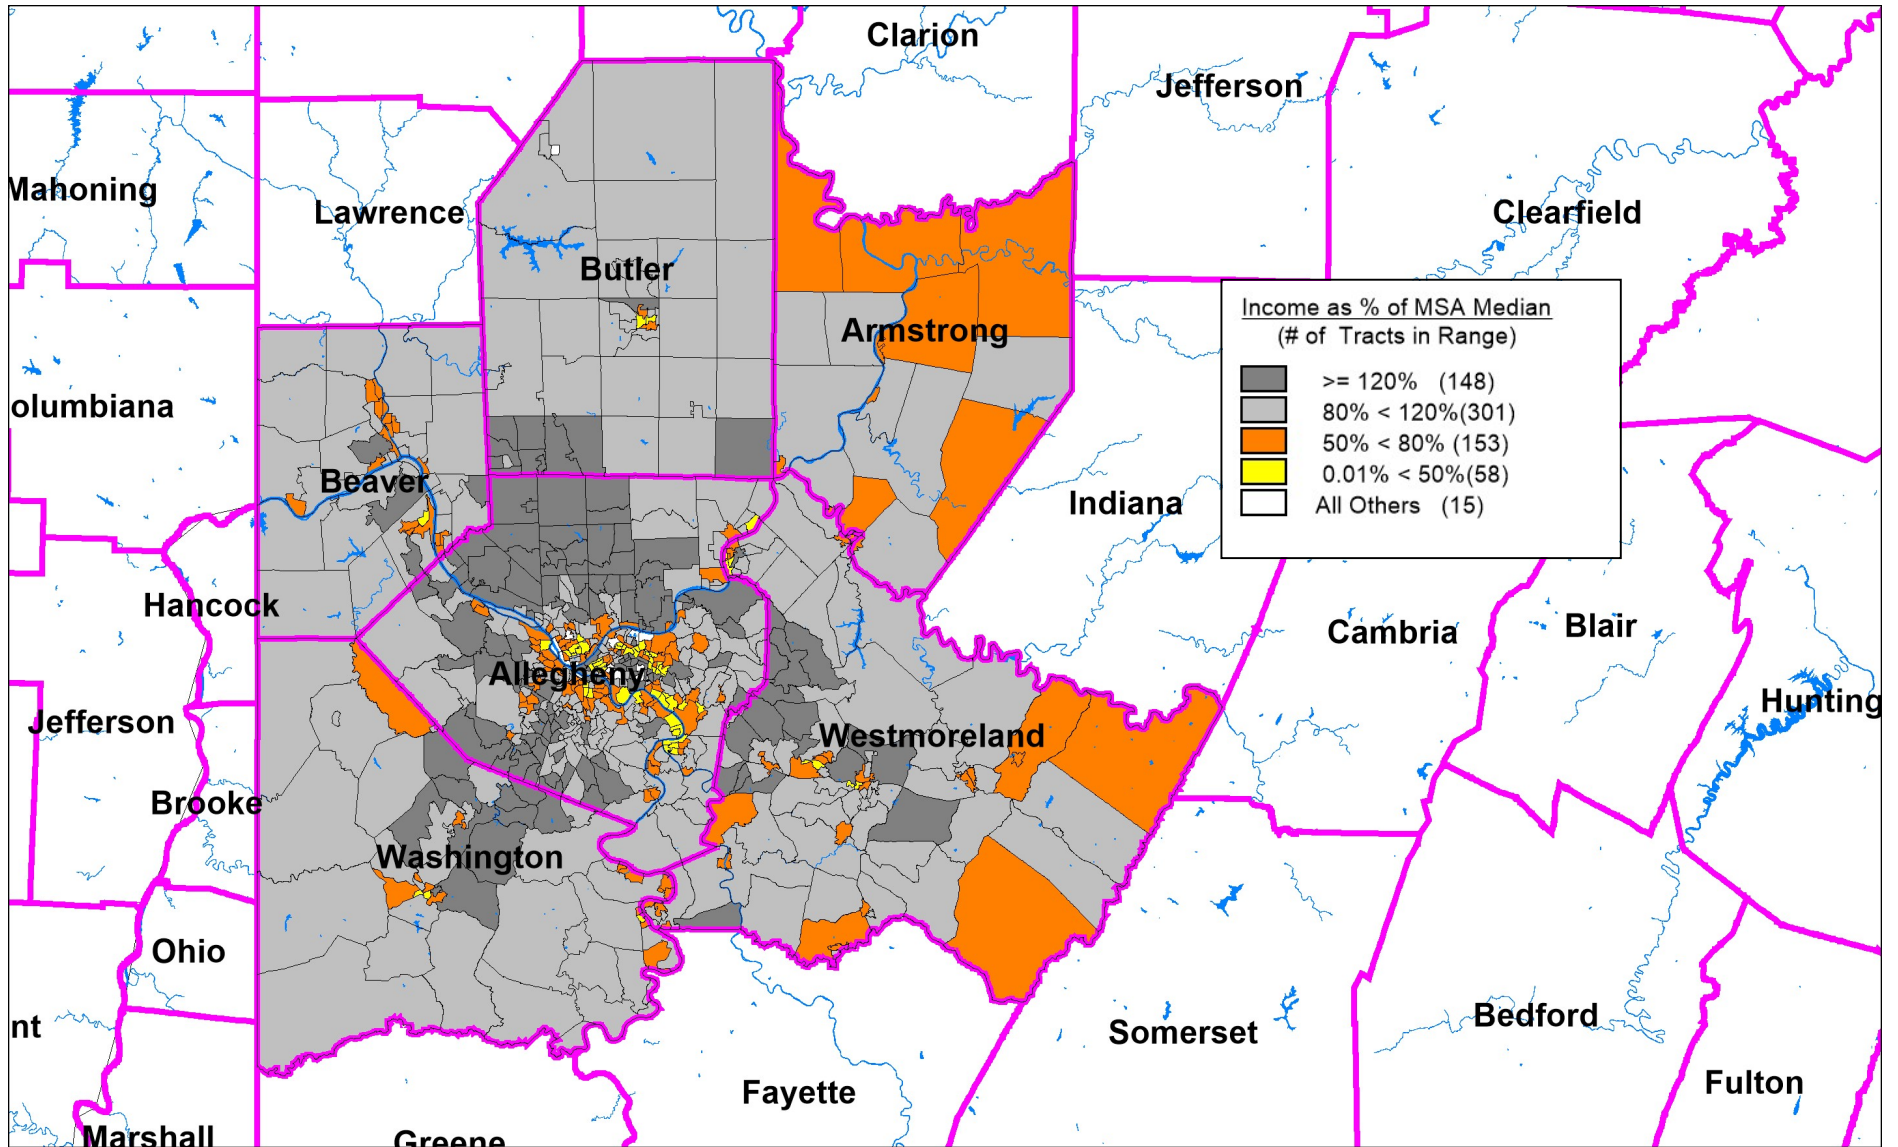 Clarion
Jefferson
Mahoning
Lawrence
Clearfield
Butler
Armstrong
Income as % of MSA Median
(# of Tracts in Range)
>= 120% (148)
80% < 120%(301)
50% < 80% (153)
0.01% < 50%(58)
All Others (15)
olumbiana
Beaver
Indiana
Hancock
Cambria
Blair
Allegheny
Hunting
Jefferson
Westmoreland
Brooke
Washington
Ohio
nt
Somerset
Bedford
Fayette
Fulton
Marshall
Greene